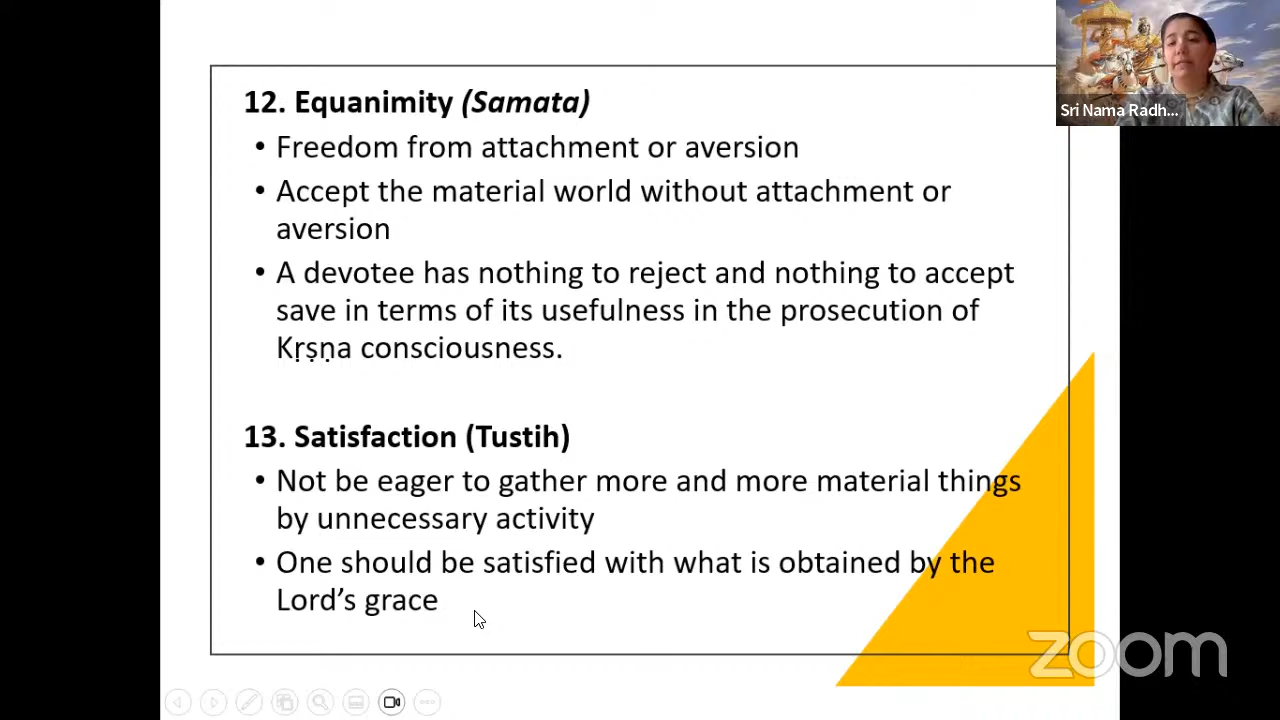 12. Equanimity (Samata)
• Freedom from attachment or aversion
• Accept the material world without attachment or
aversion
• A devotee has nothing to reject and nothing to accept
save in terms of its usefulness in the prosecution of
Kṛṣṇa consciousness.
13. Satisfaction (Tustih)
• Not be eager to gather more and more material things
by unnecessary activity
• One should be satisfied with what is obtained by the
Lord’s grace
Sri Nama Radh...
zoom